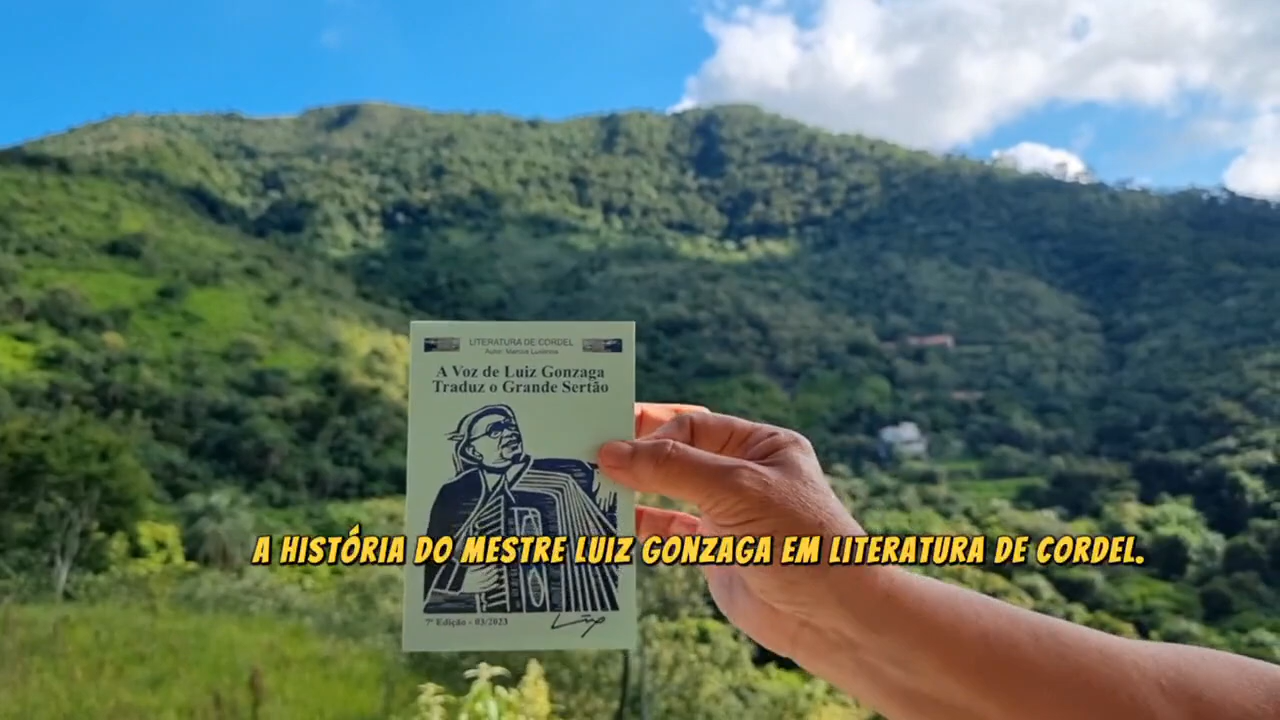 LITERATURA DE CORDEL
A Voz de Luiz Gonzaga
Traduz o Grande Sertão
A HISTÓRIA DO MESTRE LUIZ GONZAGA EM LITERATURA DE CORDEL.
7ª Edição - 03/2023